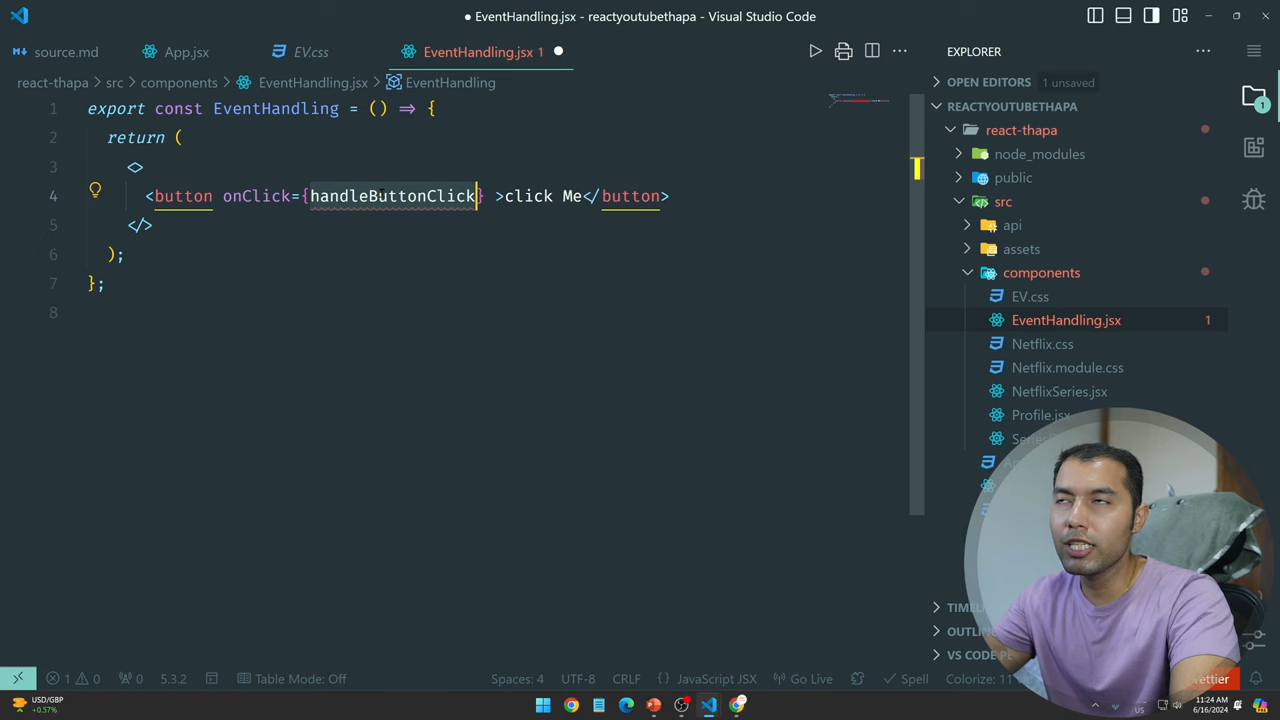 ● EventHandling.jsx - reactyoutubethapa - Visual Studio Code
source.md
App.jsx
EV.css
EventHandling.jsx 1
EXPLORER
react-thapa > src > components > EventHandling.jsx > EventHandling
OPEN EDITORS 1 unsaved
REACTYOUTUBETHAPA
react-thapa
node_modules
public
src
api
assets
components
EV.css
EventHandling.jsx 1
Netflix.css
Netflix.module.css
NetflixSeries.jsx
Profile.jsx
1 export const EventHandling = () => {
2 return (
3 <>
4 <button onClick={handleButtonClick} >click Me</button>
5 </>
6 );
7 };
8
1
VS CODE
1 0
0
5.3.2
Table Mode: Off
Spaces: 4
UTF-8
CRLF
{} JavaScript JSX
Go Live
Spell
Colorize:
USD/GBP
+0.57%
11:24 AM
US
6/16/2024